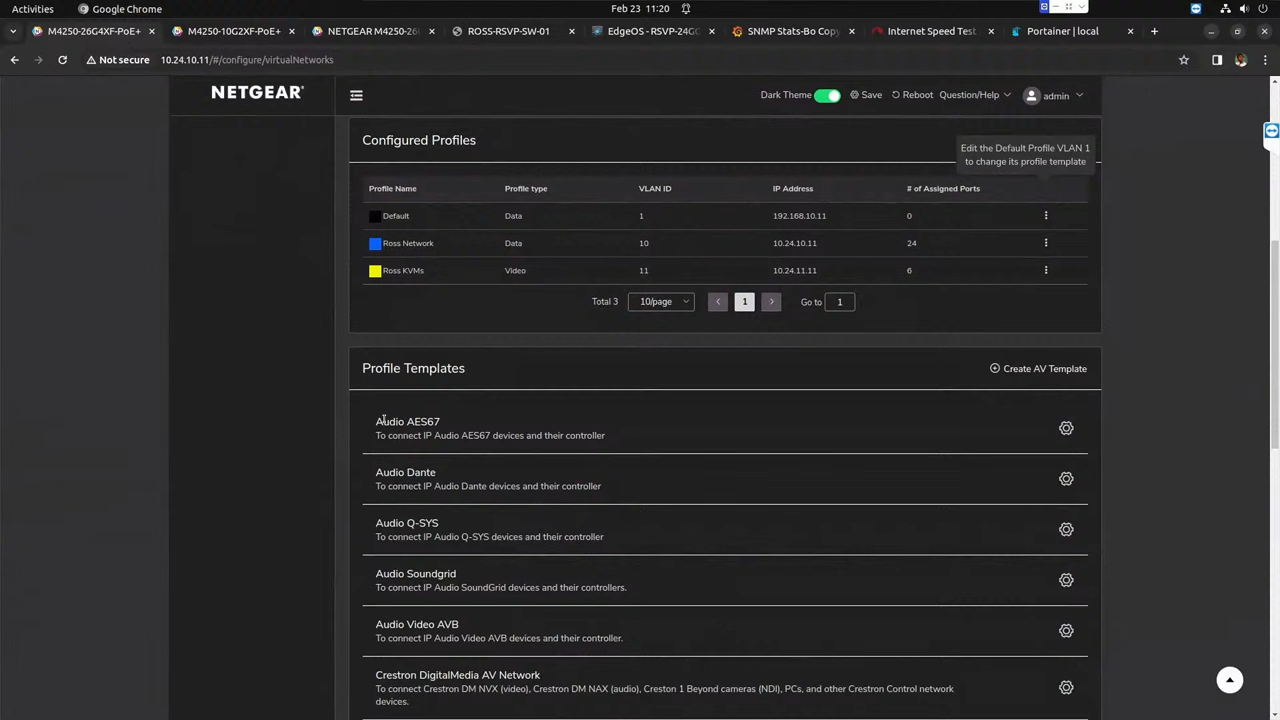 Activities
Google Chrome
Feb 23 11:20
M4250-26G4XF-PoE+
M4250-10G2XF-PoE+
NETGEAR M4250-26
ROSS-RSVP-SW-01
EdgeOS - RSVP-24GC
SNMP Stats-Bo Copy
Internet Speed Test
Portainer | local
Not secure
10.24.10.11/#/configure/virtualNetworks
NETGEAR
Dark Theme
Save
Reboot
Question/Help
admin
Configured Profiles
Edit the Default Profile VLAN 1
to change its profile template
Profile Name Profile type VLAN ID IP Address # of Assigned Ports
Default Data 1 192.168.10.11 0
Ross Network Data 10 10.24.10.11 24
Ross KVMs Video 11 10.24.11.11 6
Total 3 10/page 1 Go to 1
Profile Templates
Create AV Template
Audio AES67
To connect IP Audio AES67 devices and their controller
Audio Dante
To connect IP Audio Dante devices and their controller
Audio Q-SYS
To connect IP Audio Q-SYS devices and their controller
Audio Soundgrid
To connect IP Audio SoundGrid devices and their controllers.
Audio Video AVB
To connect IP Audio Video AVB devices and their controller.
Crestron DigitalMedia AV Network
To connect Crestron DM NVX (video), Crestron DM NAX (audio), Creston 1 Beyond cameras (NDI), PCs, and other Crestron Control network
devices.